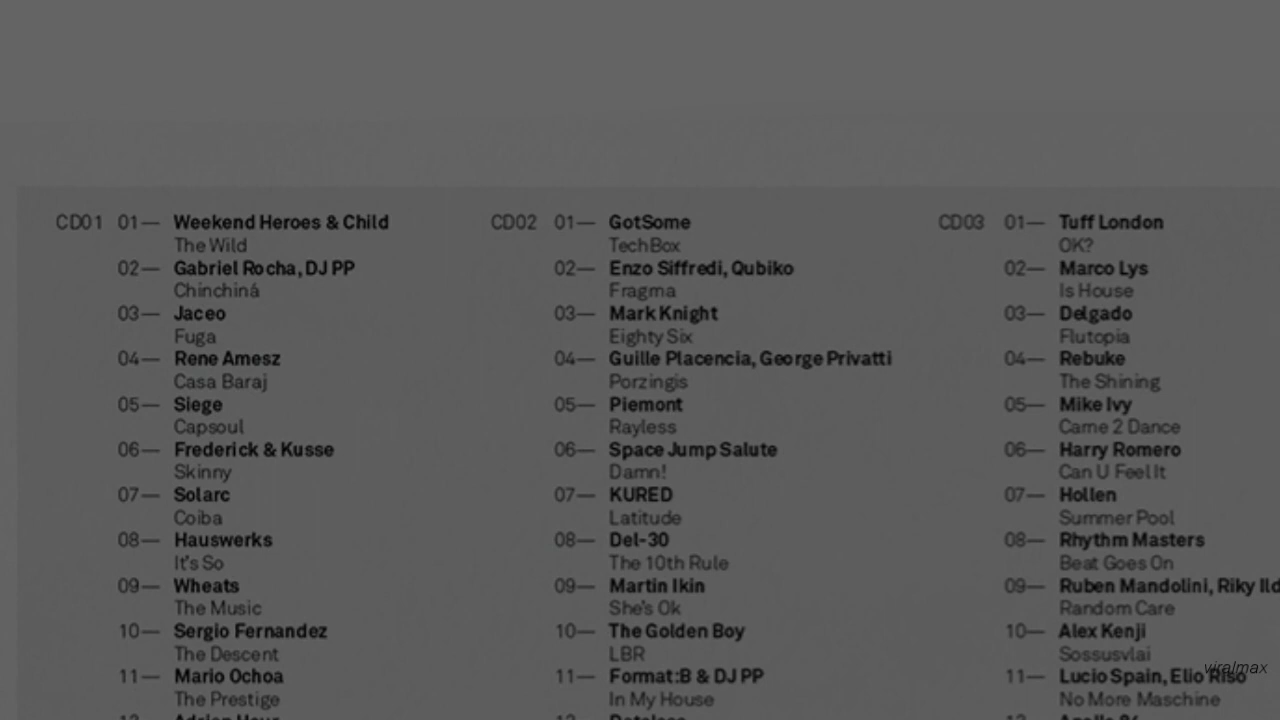 CD01 01— Weekend Heroes & Child
The Wild
02— Gabriel Rocha, DJ PP
Chinchiná
03— Jaceo
Fuga
04— Rene Amesz
Casa Baraj
05— Siege
Capsoul
06— Frederick & Kusse
Skinny
07— Solarc
Coiba
08— Hauswerks
It's So
09— Wheats
The Music
10— Sergio Fernandez
The Descent
11— Mario Ochoa
The Prestige
CD02 01— GotSome
TechBox
02— Enzo Siffredi, Qubiko
Fragma
03— Mark Knight
Eighty Six
04— Guille Placencia, George Privatti
Porzingis
05— Piemont
Rayless
06— Space Jump Salute
Damn!
07— KURED
Latitude
08— Del-30
The 10th Rule
09— Martin Ikin
She's Ok
10— The Golden Boy
LBR
11— Format:B & DJ PP
In My House
CD03 01— Tuff London
OK?
02— Marco Lys
Is House
03— Delgado
Flutopia
04— Rebuke
The Shining
05— Mike Ivy
Came 2 Dance
06— Harry Romero
Can U Feel It
07— Hollen
Summer Pool
08— Rhythm Masters
Beat Goes On
09— Ruben Mandolini, Riky
Random Care
10— Alex Kenji
Sossusvlai
11— Lucio Spain, Elio Riso
No More Maschine
viralmax